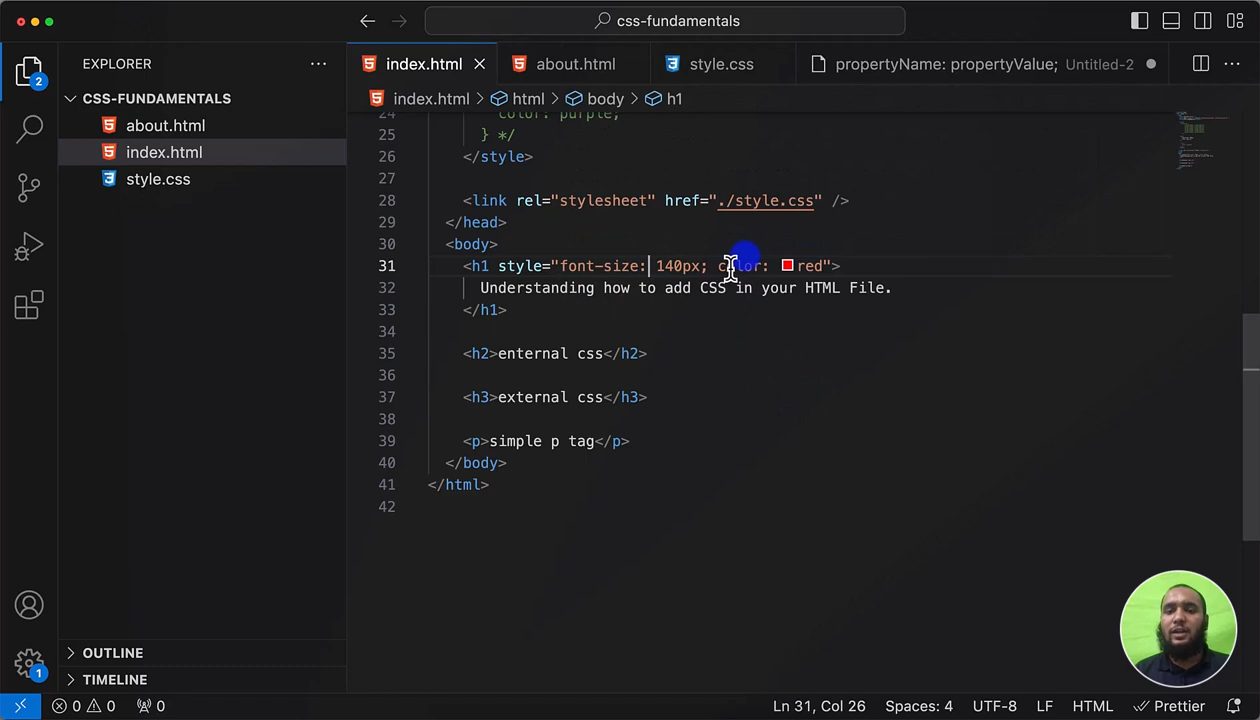 css-fundamentals
EXPLORER
index.html
about.html
style.css
propertyName: propertyValue; Untitled-2
CSS-FUNDAMENTALS
about.html
index.html
style.css
index.html > html > body > h1
24 color: purple;
25 } */
26 </style>
27
28 <link rel="stylesheet" href="./style.css" />
29 </head>
30 <body>
31 <h1 style="font-size: 140px; color: red">
32 Understanding how to add CSS in your HTML File.
33 </h1>
34
35 <h2>enternal css</h2>
36
37 <h3>external css</h3>
38
39 <p>simple p tag</p>
40 </body>
41 </html>
42
2
1
OUTLINE
TIMELINE
0 0 0
Ln 31, Col 26 Spaces: 4 UTF-8 LF HTML Prettier